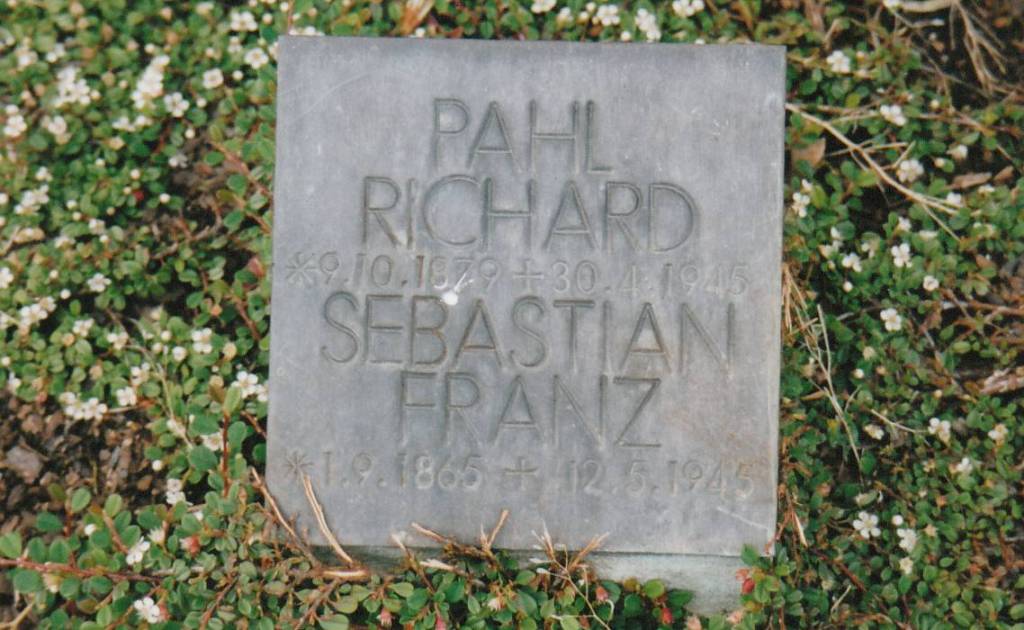 PAHL
RICHARD
*9.10.1879 +30.4.1945
SEBASTIAN
FRANZ
*1.9.1865 + 12.5.1945